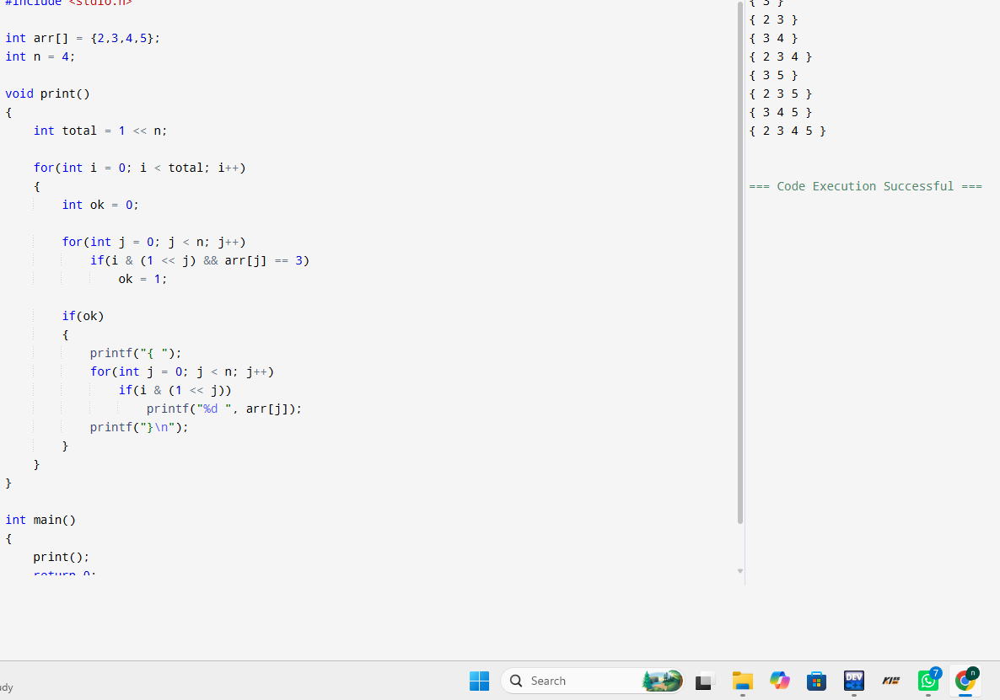 #include <stdio.h>
int arr[] = {2,3,4,5};
int n = 4;
void print()
{
    int total = 1 << n;
    for(int i = 0; i < total; i++)
    {
        int ok = 0;
        for(int j = 0; j < n; j++)
            if(i & (1 << j) && arr[j] == 3)
                ok = 1;
        if(ok)
        {
            printf("{ ");
            for(int j = 0; j < n; j++)
                if(i & (1 << j))
                    printf("%d ", arr[j]);
            printf("}\n");
        }
    }
}
int main()
{
    print();
    return 0;
{ 3 }
{ 2 3 }
{ 3 4 }
{ 2 3 4 }
{ 3 5 }
{ 2 3 5 }
{ 3 4 5 }
{ 2 3 4 5 }
=== Code Execution Successful ===
Search
DEV
7
n